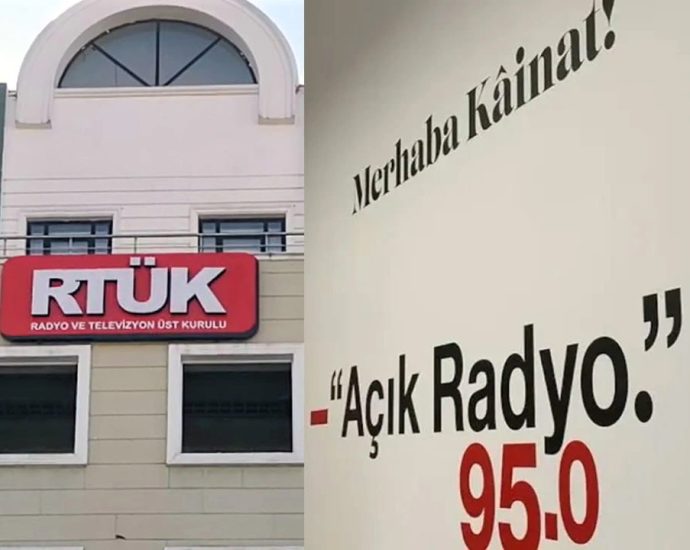 RTÜK
RADYO VE TELEVİZYON ÜST KURULU
Merhaba Kâinat!
–“Açık Radyo.”
95.0